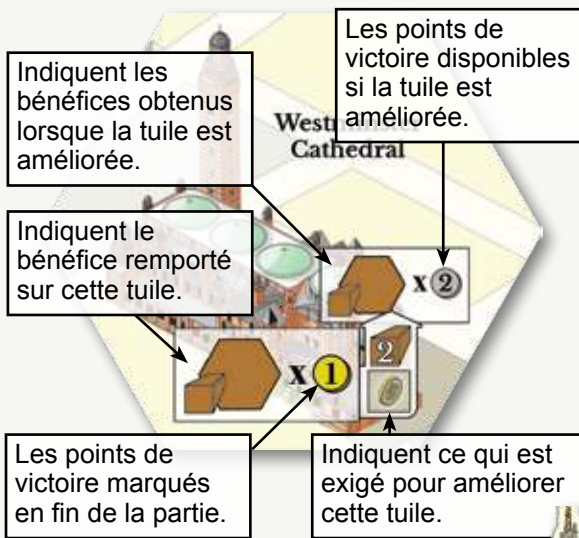 Indiquent les
bénéfices obtenus
lorsque la tuile est
améliorée.
Les points de
victoire disponibles
si la tuile est
améliorée.
Westminster
Cathedral
Indiquent le
bénéfice remporté
sur cette tuile.
x 2
2
x 1
Les points de
victoire marqués
en fin de la partie.
Indiquent ce qui est
exigé pour améliorer
cette tuile.